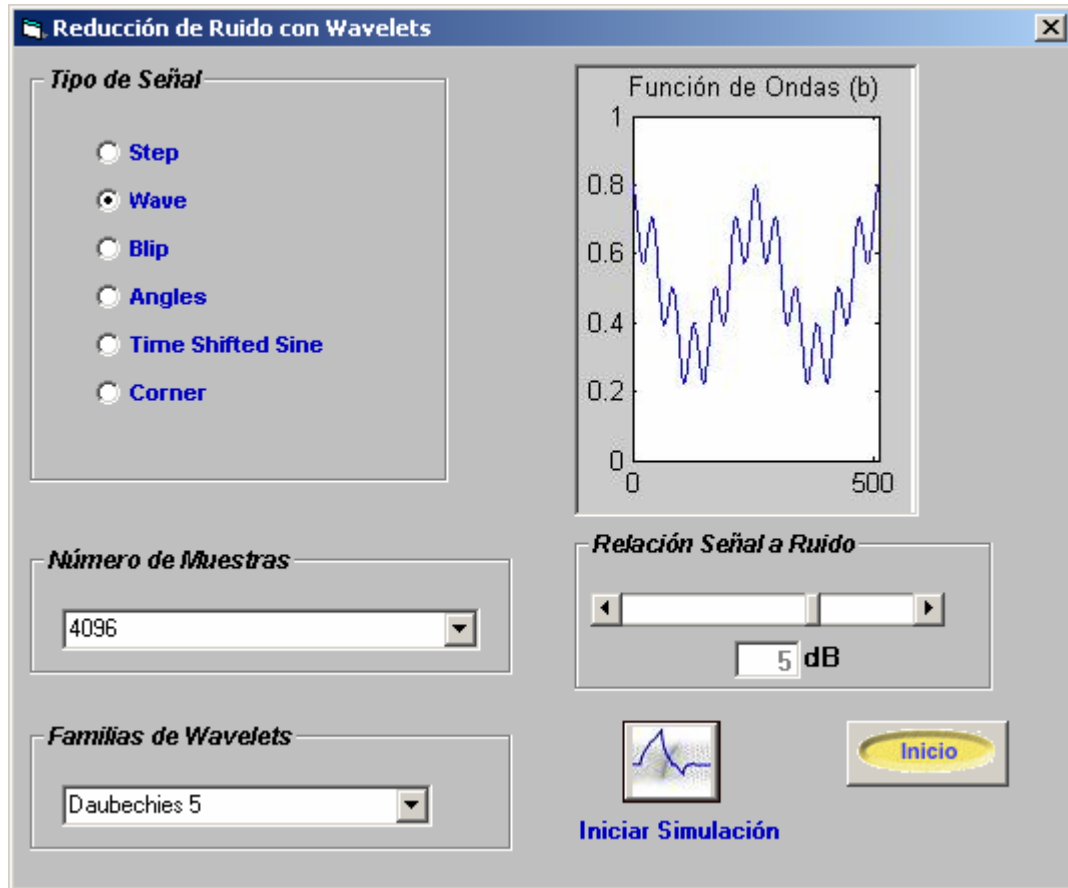 Reducción de Ruido con Wavelets
Tipo de Señal
Step
Wave
Blip
Angles
Time Shifted Sine
Corner
Función de Ondas (b)
1
0.8
0.6
0.4
0.2
0
0 500
Número de Muestras
4096
Relación Señal a Ruido
5 dB
Familias de Wavelets
Daubechies 5
Iniciar Simulación
Inicio